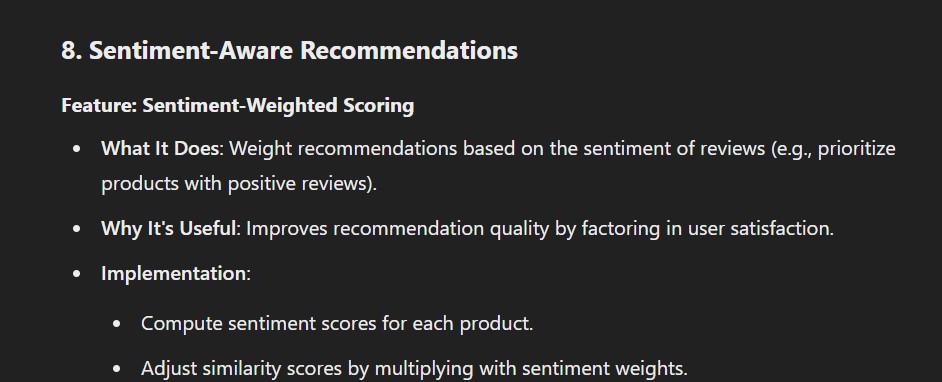 8. Sentiment-Aware Recommendations
Feature: Sentiment-Weighted Scoring
• What It Does: Weight recommendations based on the sentiment of reviews (e.g., prioritize
products with positive reviews).
• Why It's Useful: Improves recommendation quality by factoring in user satisfaction.
• Implementation:
• Compute sentiment scores for each product.
• Adjust similarity scores by multiplying with sentiment weights.